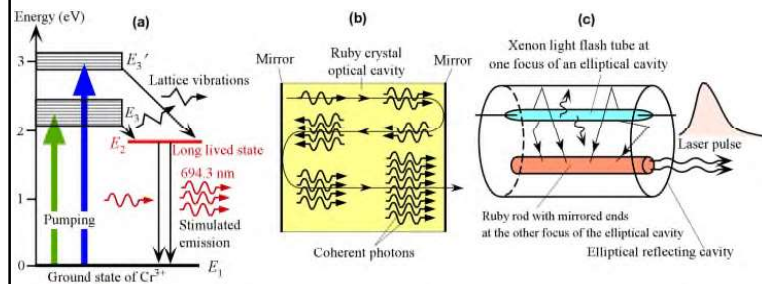 (a)
Energy (eV)
E3′
3
Lattice vibrations
E3
2
E2
Long lived state
694.3 nm
1
Stimulated
emission
Pumping
0
E1
Ground state of Cr3+
(b)
Ruby crystal
optical cavity
Mirror
Mirror
Coherent photons
(c)
Xenon light flash tube at
one focus of an elliptical cavity
Laser pulse
Ruby rod with mirrored ends
at the other focus of the elliptical cavity
Elliptical reflecting cavity